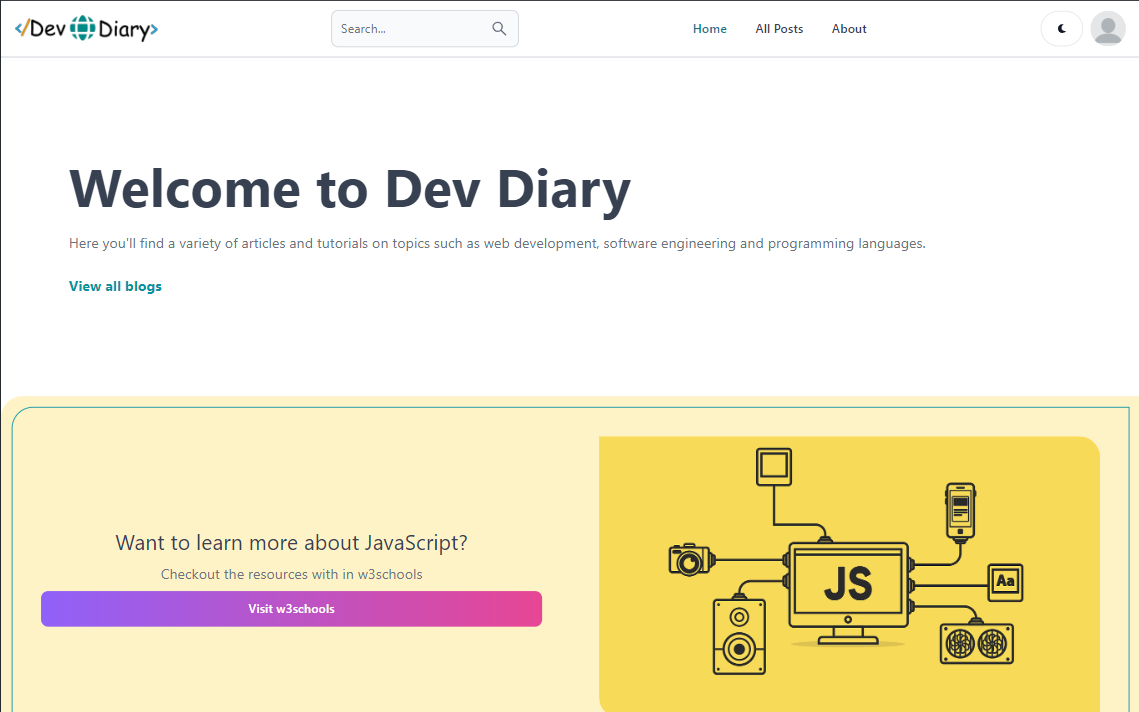 </Dev Diary>
Search...
Home
All Posts
About
Welcome to Dev Diary
Here you'll find a variety of articles and tutorials on topics such as web development, software engineering and programming languages.
View all blogs
Want to learn more about JavaScript?
Checkout the resources with in w3schools
Visit w3schools
JS
Aa